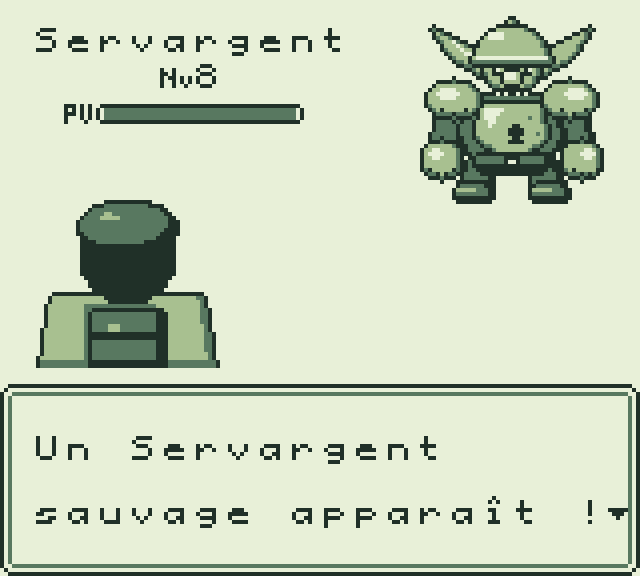 Servargent
Nv8
PV
Un Servargent
sauvage apparaît !